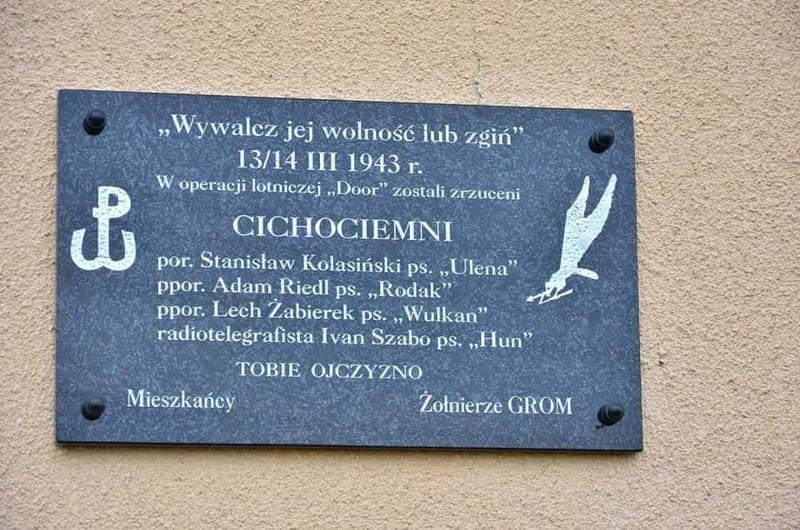 „Wywalcz jej wolność lub zgiń”
13/14 III 1943 r.
W operacji lotniczej „Door” zostali zrzuceni
CICHOCIEMNI
por. Stanisław Kolasiński ps. „Ulena”
ppor. Adam Riedl ps. „Rodak”
ppor. Lech Żabierek ps. „Wulkan”
radiotelegrafista Ivan Szabo ps. „Hun”
TOBIE OJCZYZNO
Mieszkańcy
Żołnierze GROM